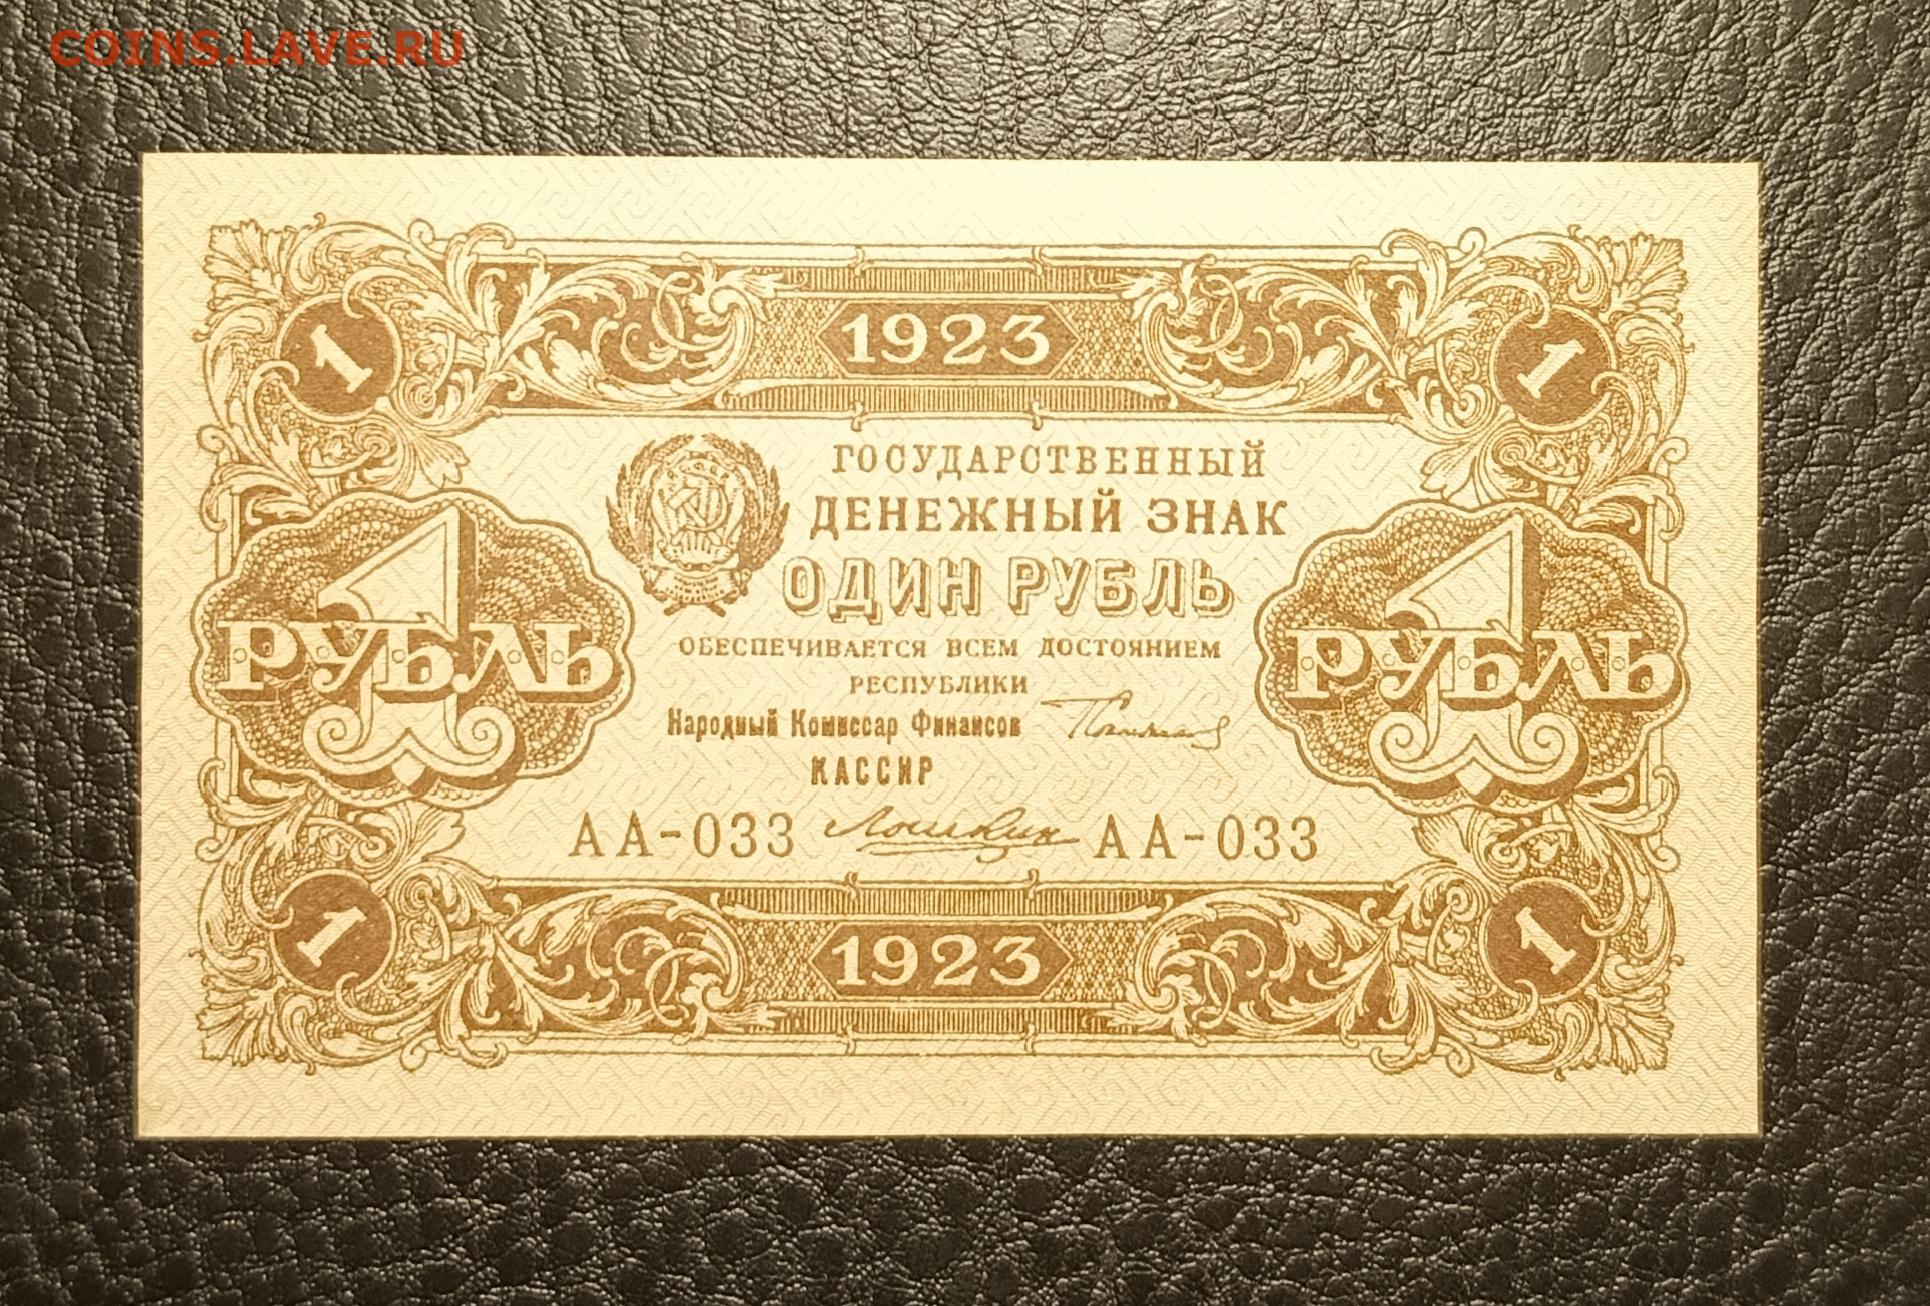 COINS.LAVE.RU
1923
1 1
ГОСУДАРСТВЕННЫЙ
ДЕНЕЖНЫЙ ЗНАК
ОДИН РУБЛЬ
1 РУБЛЬ 1 РУБЛЬ
ОБЕСПЕЧИВАЕТСЯ ВСЕМ ДОСТОЯНИЕМ
РЕСПУБЛИКИ
Народный Комиссар Финансов
КАССИР
АА-033 АА-033
1 1
1923